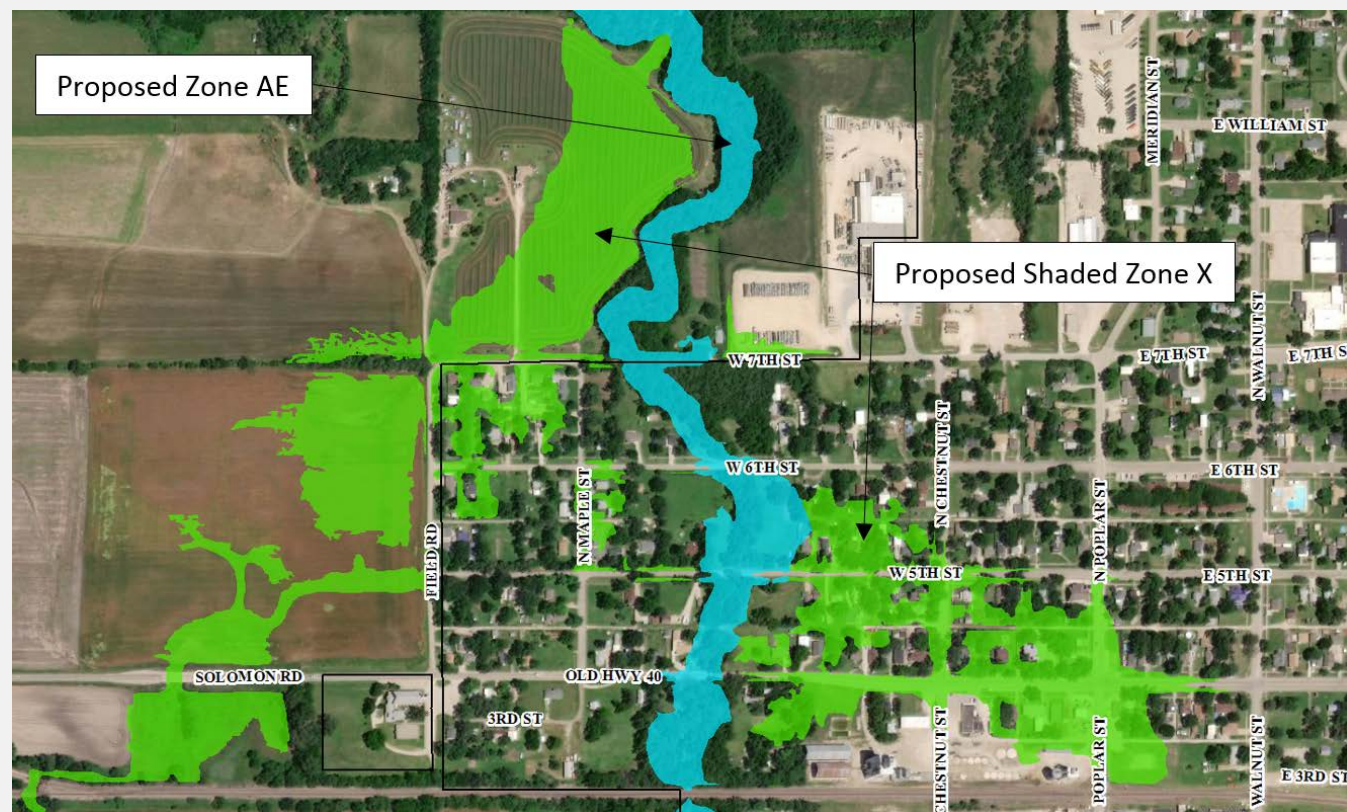 Proposed Zone AE
MERIDIAN ST
E WILLIAM ST
Proposed Shaded Zone X
N WALNUT ST
W 7TH ST
E 7TH ST
E 7TH S
N CHESTNUT ST
W 6TH ST
E 6TH ST
N MAPLE ST
N POPLAR ST
FIELD RD
W 5TH ST
E 5TH ST
SOLOMON RD
OLD HWY 40
3RD ST
CHESTNUT ST
POPLAR ST
WALNUT ST
E 3RD ST